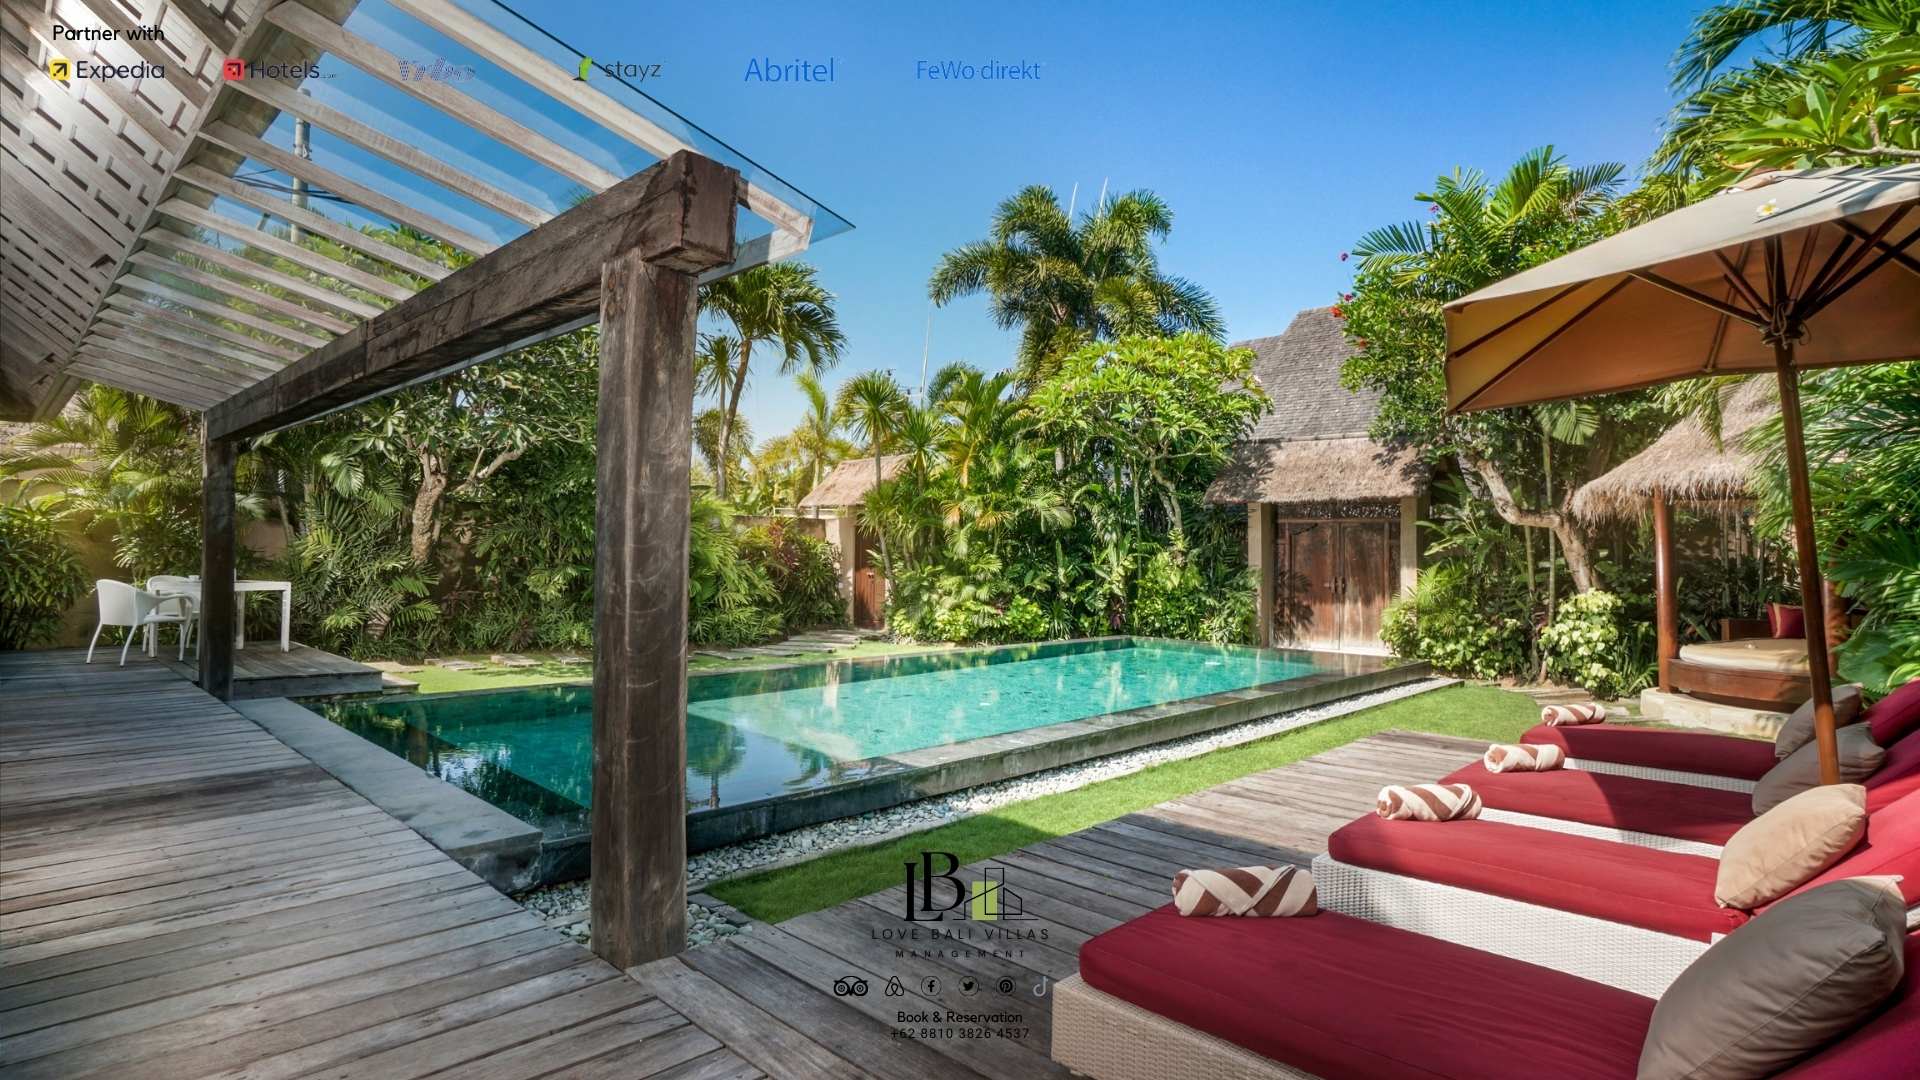 Partner with
Expedia
Hotels.com
Vrbo
stayz
Abritel
FeWo-direkt
LB
LOVE BALI VILLAS
MANAGEMENT
Book & Reservation
+62 8810 3826 4537